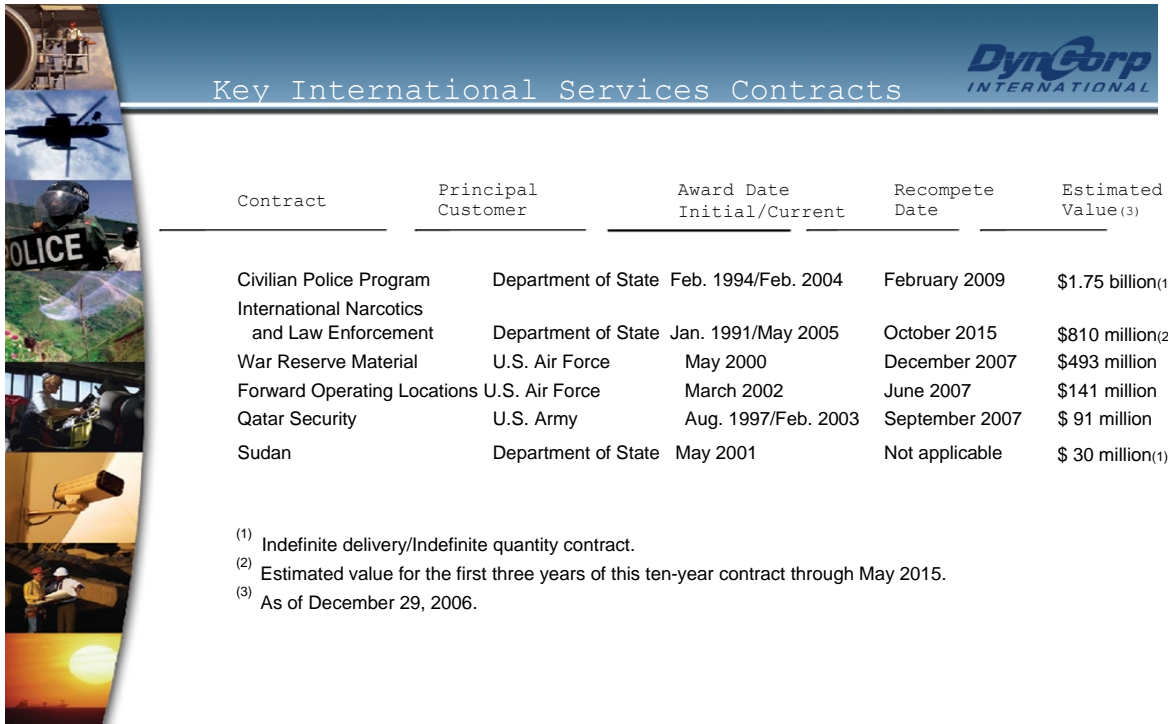 DynCorp
INTERNATIONAL
Key International Services Contracts
Contract Principal Customer Award Date Initial/Current Recompete Date Estimated Value(3)
Civilian Police Program Department of State Feb. 1994/Feb. 2004 February 2009 $1.75 billion(1
International Narcotics
and Law Enforcement Department of State Jan. 1991/May 2005 October 2015 $810 million(2
War Reserve Material U.S. Air Force May 2000 December 2007 $493 million
Forward Operating Locations U.S. Air Force March 2002 June 2007 $141 million
Qatar Security U.S. Army Aug. 1997/Feb. 2003 September 2007 $ 91 million
Sudan Department of State May 2001 Not applicable $ 30 million(1)
(1) Indefinite delivery/Indefinite quantity contract.
(2) Estimated value for the first three years of this ten-year contract through May 2015.
(3) As of December 29, 2006.
POLICE